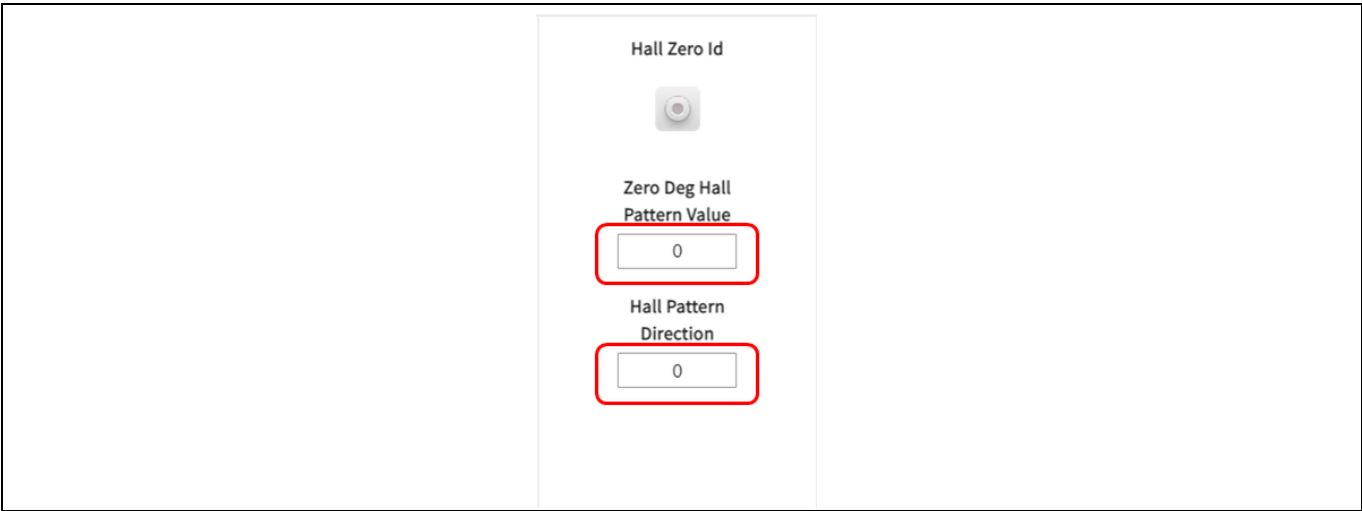 Hall Zero Id
Zero Deg Hall
Pattern Value
0
Hall Pattern
Direction
0